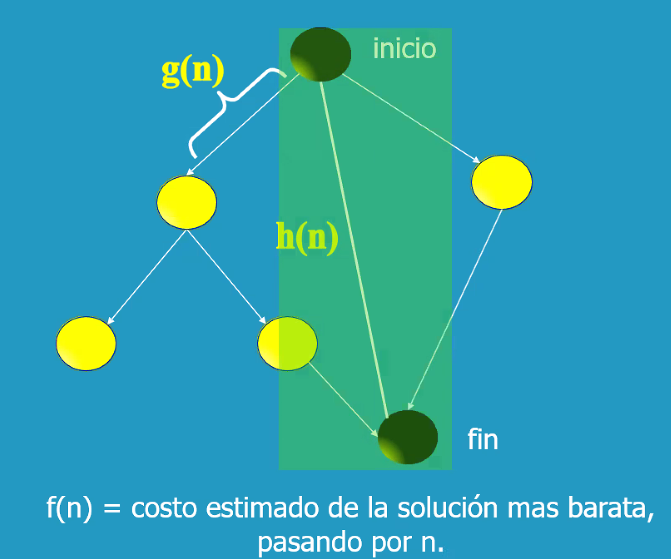 inicio
g(n)
h(n)
fin
f(n) = costo estimado de la solución mas barata,
pasando por n.